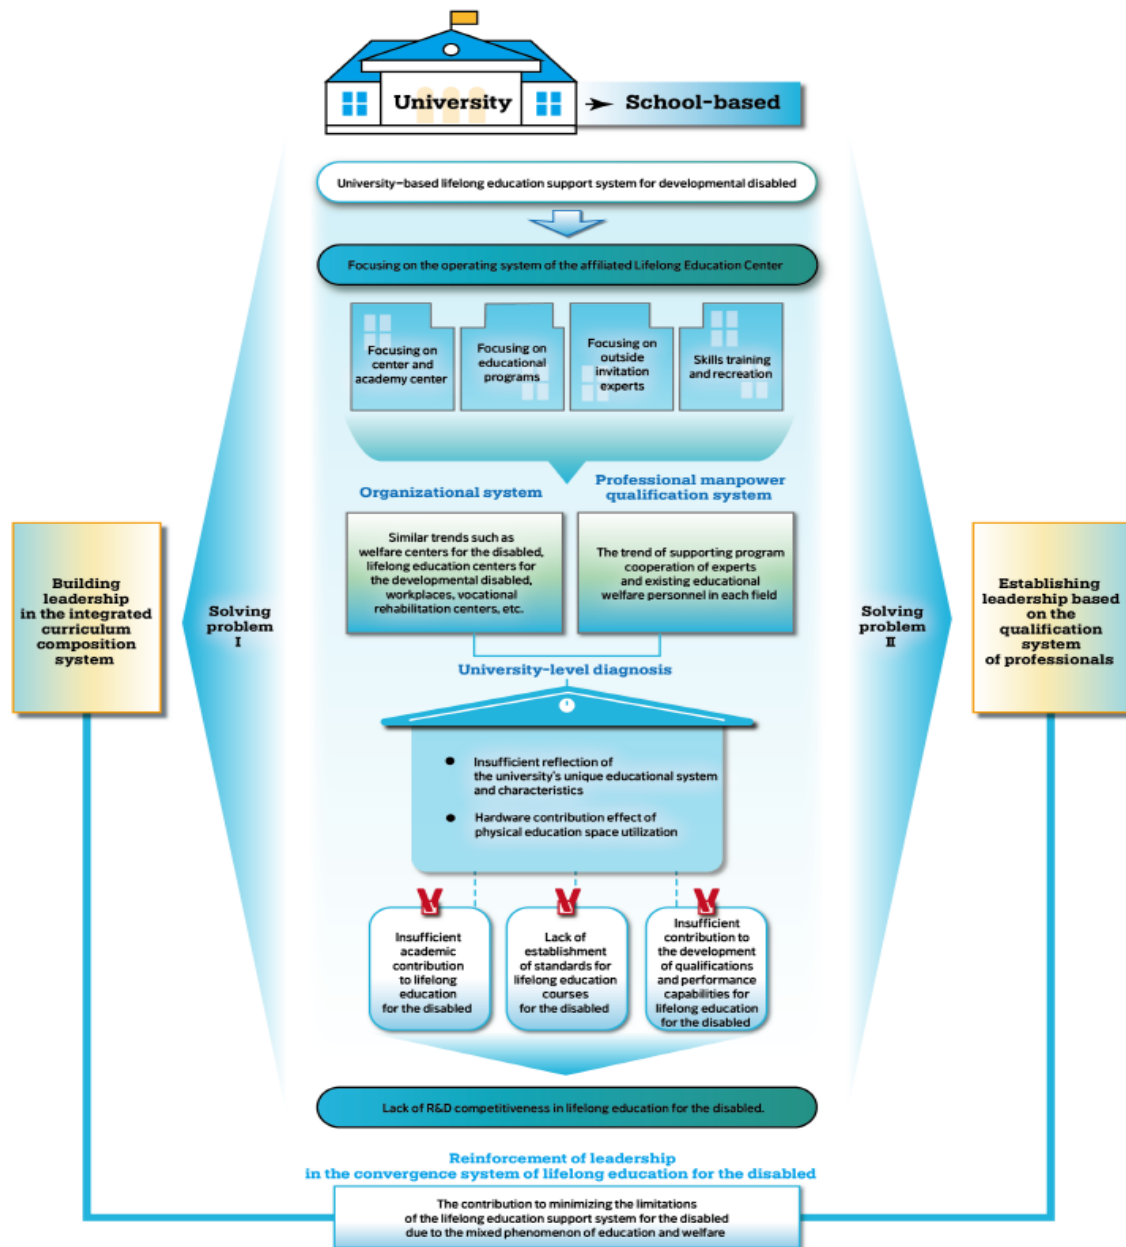 University
School-based
University-based lifelong education support system for developmental disabled
Focusing on the operating system of the affiliated Lifelong Education Center
Focusing on
center and
academy center
Focusing on
educational
programs
Focusing on
outside
invitation
experts
Skills training
and recreation
Organizational system
Professional manpower
qualification system
Similar trends such as
welfare centers for the disabled,
lifelong education centers for
the developmental disabled,
workplaces, vocational
rehabilitation centers, etc.
The trend of supporting program
cooperation of experts
and existing educational
welfare personnel in each field
Building
leadership
in the integrated
curriculum
composition
system
Solving
problem
I
Solving
problem
II
Establishing
leadership based
on the
qualification
system
of professionals
University-level diagnosis
● Insufficient reflection of
the university's unique educational system
and characteristics
● Hardware contribution effect of
physical education space utilization
Insufficient
academic
contribution
to lifelong
education
for the disabled
Lack of
establishment
of standards for
lifelong education
courses
for the disabled
Insufficient
contribution to
the development
of qualifications
and performance
capabilities for
lifelong education
for the disabled
Lack of R&D competitiveness in lifelong education for the disabled.
Reinforcement of leadership
in the convergence system of lifelong education for the disabled
The contribution to minimizing the limitations
of the lifelong education support system for the disabled
due to the mixed phenomenon of education and welfare